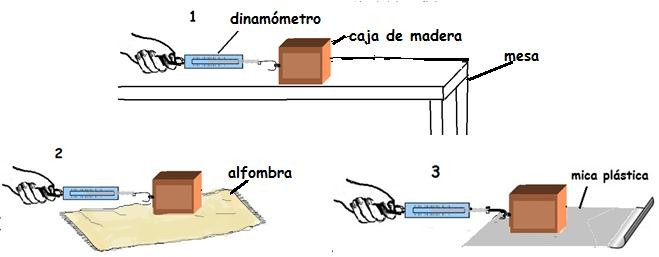 1
dinamómetro
caja de madera
mesa
2
alfombra
3
mica plástica